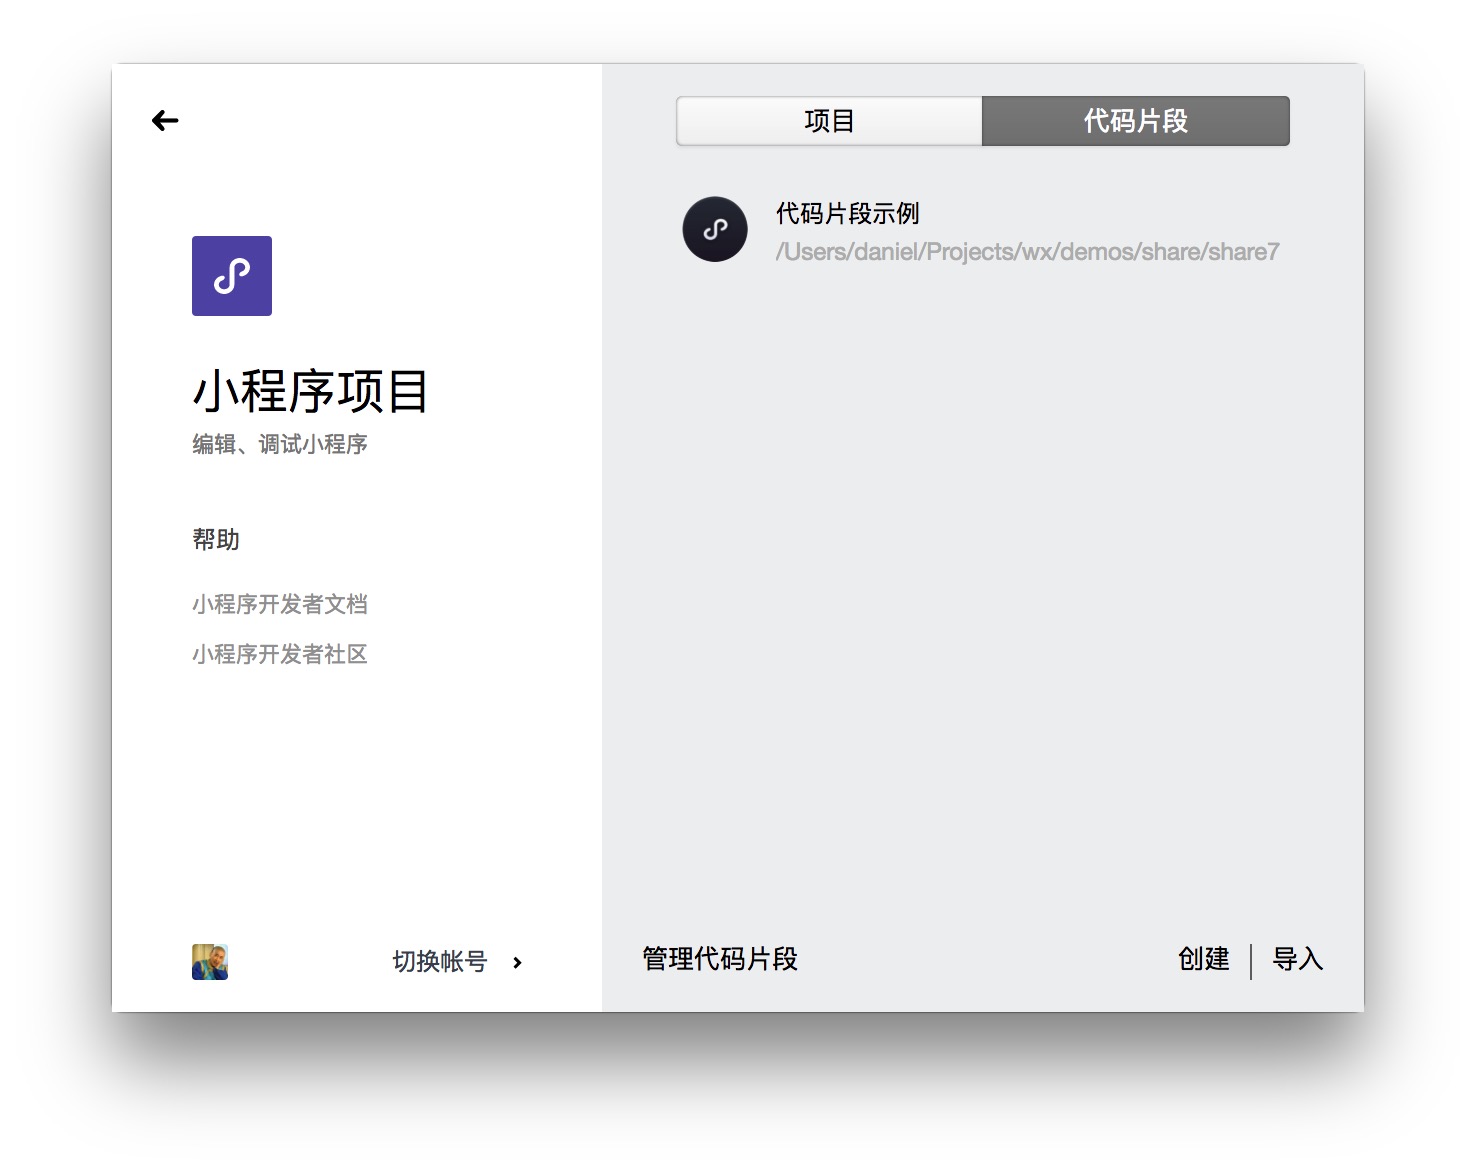 小程序项目
编辑、调试小程序
帮助
小程序开发者文档
小程序开发者社区
切换帐号
项目
代码片段
代码片段示例
/Users/daniel/Projects/wx/demos/share/share7
管理代码片段
创建
导入